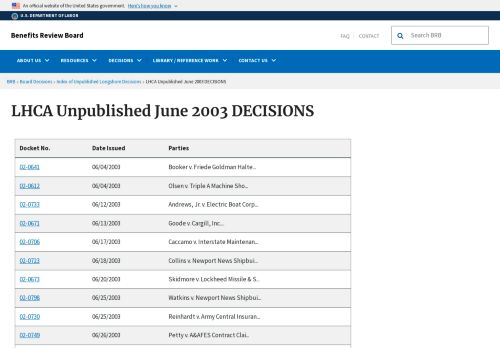 An official website of the United States government. Here's how you know
U.S. DEPARTMENT OF LABOR
Benefits Review Board
FAQ CONTACT
Search BRB
ABOUT US RESOURCES DECISIONS LIBRARY / REFERENCE WORK CONTACT US
BRB › Board Decisions › Index of Unpublished Longshore Decisions › LHCA Unpublished June 2003 DECISIONS
LHCA Unpublished June 2003 DECISIONS
Docket No. Date Issued Parties
02-0641 06/04/2003 Booker v. Friede Goldman Halte...
02-0612 06/04/2003 Olsen v. Triple A Machine Sho...
02-0733 06/12/2003 Andrews, Jr. v. Electric Boat Corp...
02-0671 06/13/2003 Goode v. Cargill, Inc...
02-0706 06/17/2003 Caccamo v. Interstate Maintenan...
02-0723 06/18/2003 Collins v. Newport News Shipbui...
02-0673 06/20/2003 Skidmore v. Lockheed Missile & S...
02-0798 06/25/2003 Watkins v. Newport News Shipbui...
02-0730 06/25/2003 Reinhardt v. Army Central Insuran...
02-0749 06/26/2003 Petty v. A&AFES Contract Clai...